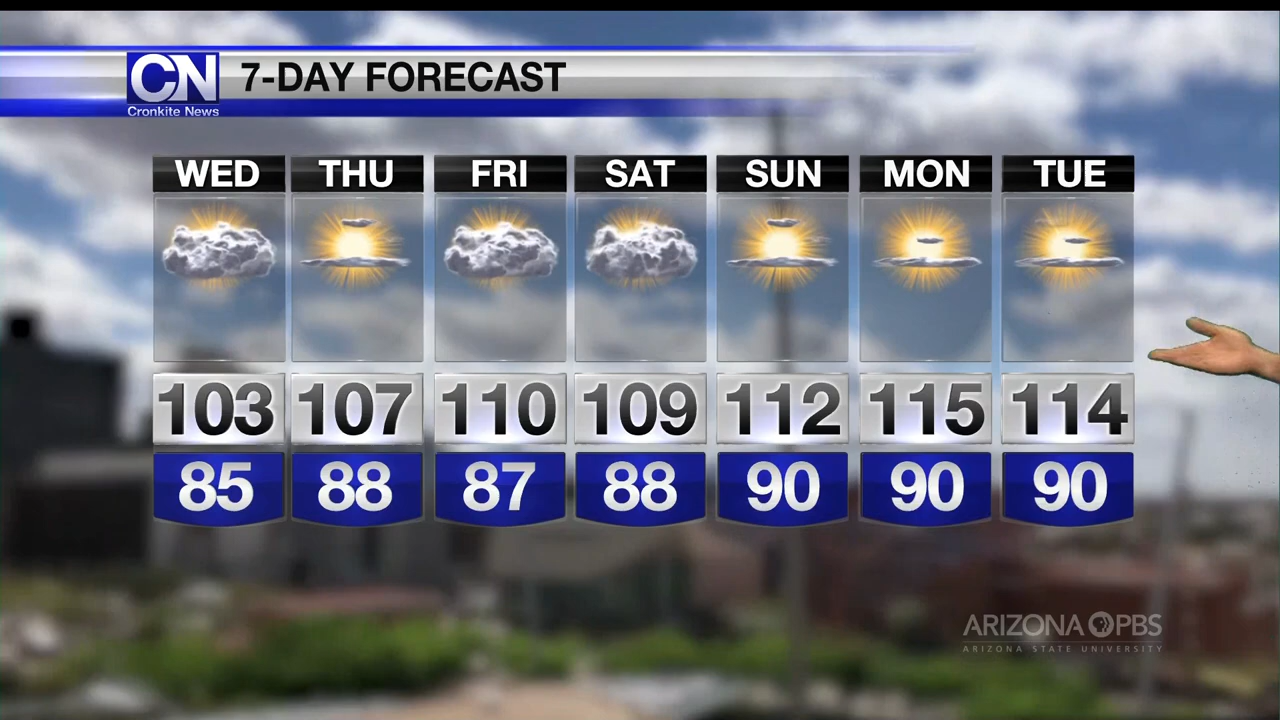 CN 7-DAY FORECAST
Cronkite News
WED THU FRI SAT SUN MON TUE
103 107 110 109 112 115 114
85 88 87 88 90 90 90
ARIZONA PBS
ARIZONA STATE UNIVERSITY